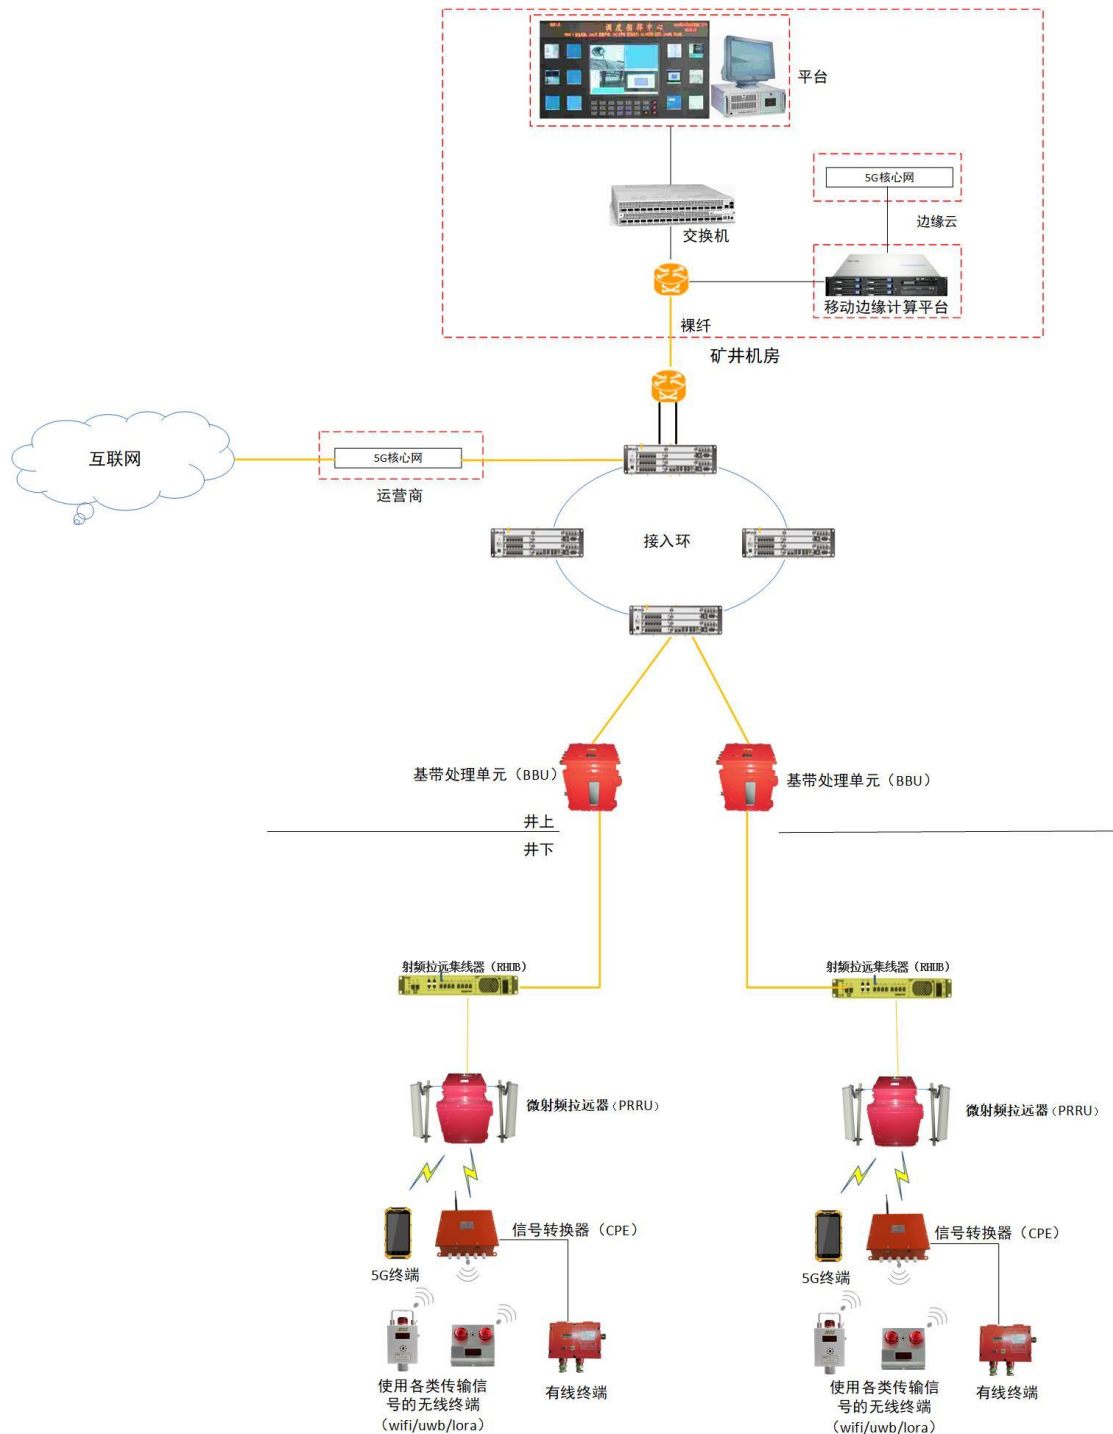 调度指挥中心
平台
5G核心网
边缘云
交换机
移动边缘计算平台
裸纤
矿井机房
互联网
5G核心网
运营商
接入环
基带处理单元（BBU）
基带处理单元（BBU）
井上
井下
射频拉远集线器（RHUB）
射频拉远集线器（RHUB）
微射频拉远器（PRRU）
微射频拉远器（PRRU）
信号转换器（CPE）
信号转换器（CPE）
5G终端
5G终端
使用各类传输信
号的无线终端
（wifi/uwb/lora）
有线终端
使用各类传输信
号的无线终端
（wifi/uwb/lora）
有线终端